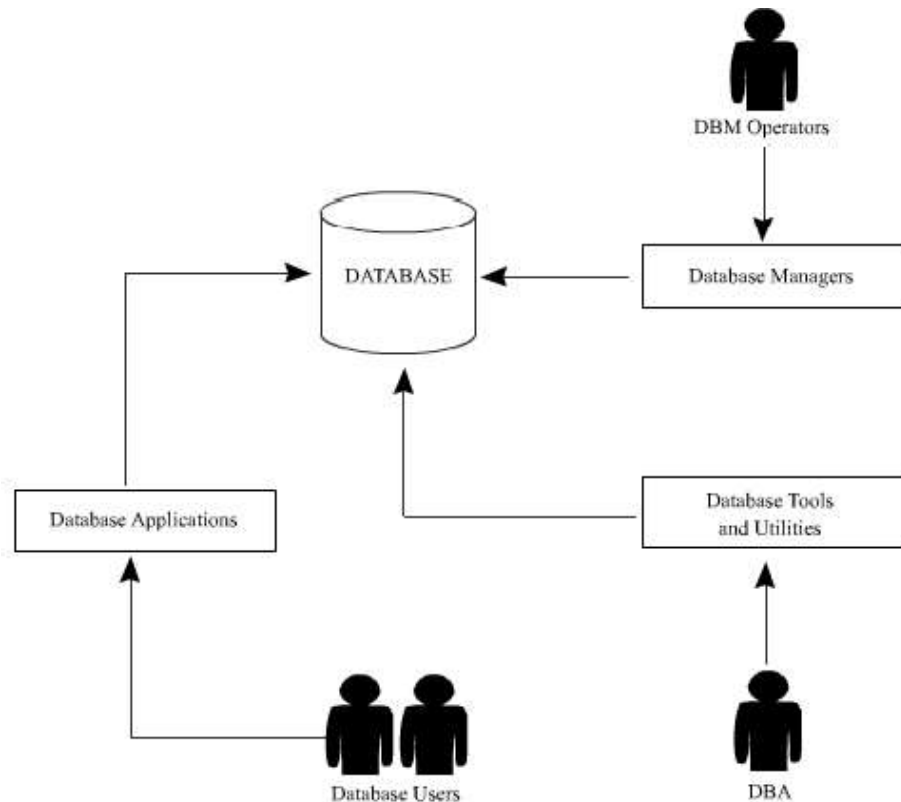 DBM Operators
DATABASE
Database Managers
Database Applications
Database Tools
and Utilities
Database Users
DBA